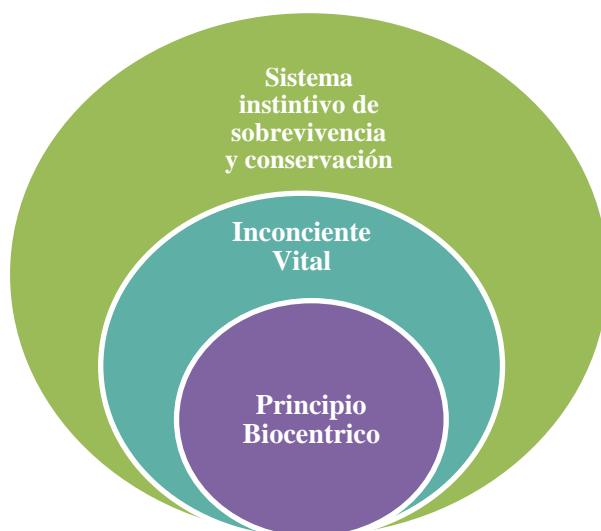 Sistema
instintivo de
sobrevivencia
y conservación
Inconciente
Vital
Principio
Biocentrico